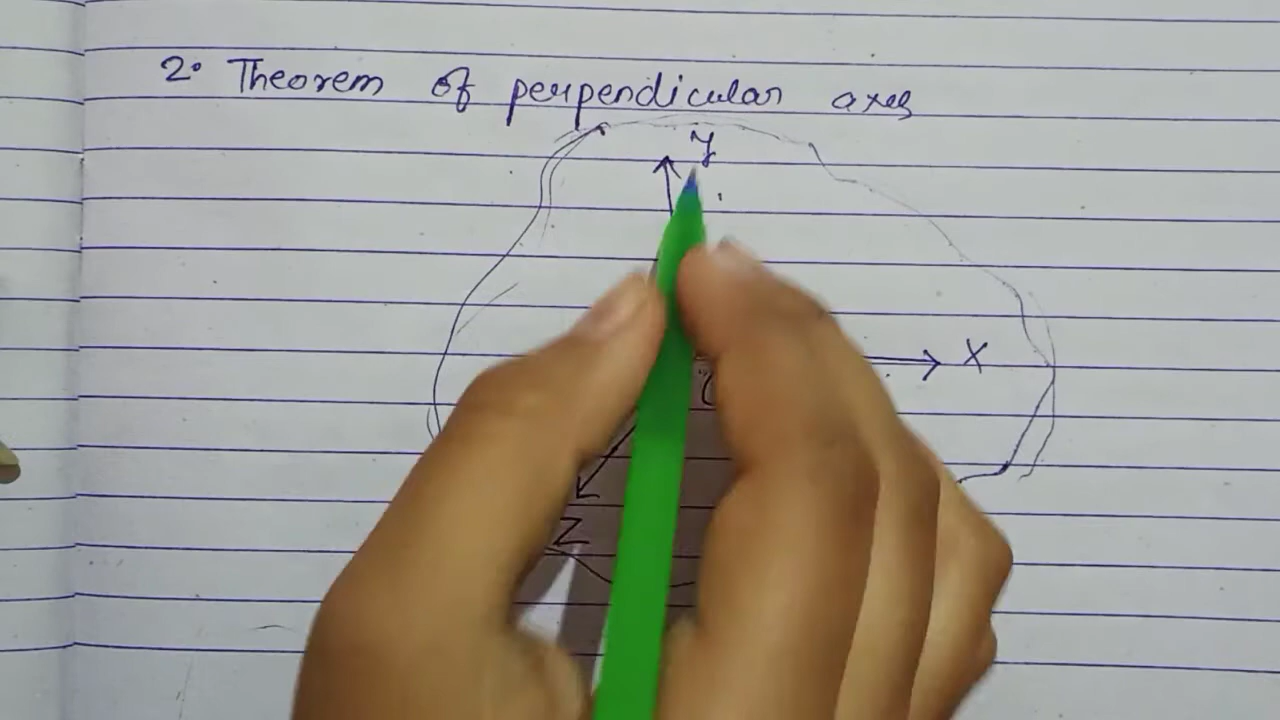 2. Theorem of perpendicular axes
y
X
Z